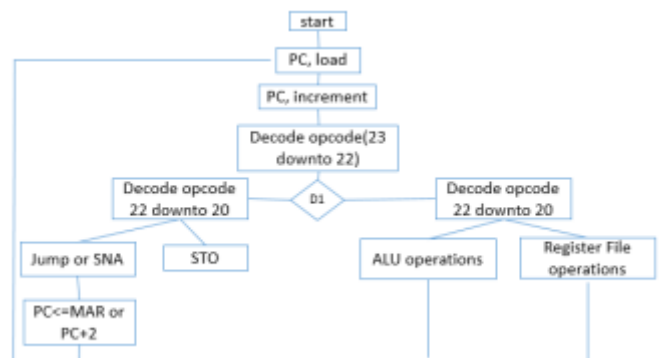 start
PC, load
PC, increment
Decode opcode(23
downto 22)
Decode opcode
22 downto 20
D1
Decode opcode
22 downto 20
Jump or SNA
STO
ALU operations
Register File
operations
PC<=MAR or
PC+2